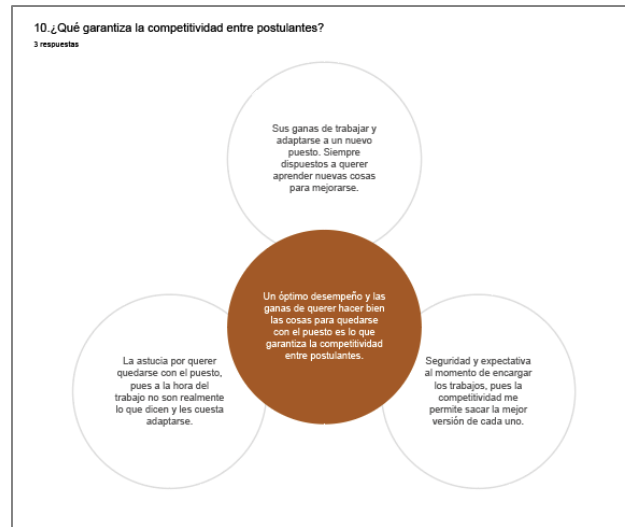 10.¿Qué garantiza la competitividad entre postulantes?
3 respuestas
Sus ganas de trabajar y
adaptarse a un nuevo
puesto. Siempre
dispuestos a querer
aprender nuevas cosas
para mejorarse.
Un óptimo desempeño y las
ganas de querer hacer bien
las cosas para quedarse
con el puesto es lo que
garantiza la competitividad
entre postulantes.
La astucia por querer
quedarse con el puesto,
pues a la hora del
trabajo no son realmente
lo que dicen y les cuesta
adaptarse.
Seguridad y expectativa
al momento de encargar
los trabajos, pues la
competitividad me
permite sacar la mejor
versión de cada uno.